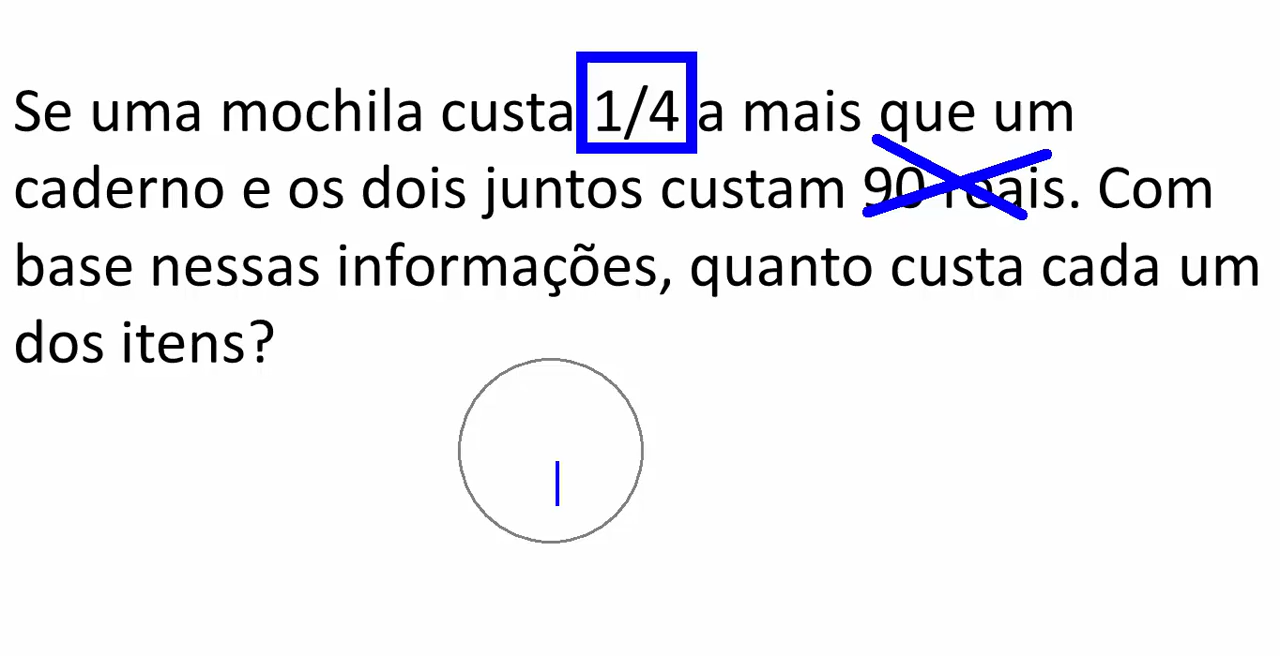 Se uma mochila custa 1/4 a mais que um
caderno e os dois juntos custam 90 reais. Com
base nessas informações, quanto custa cada um
dos itens?